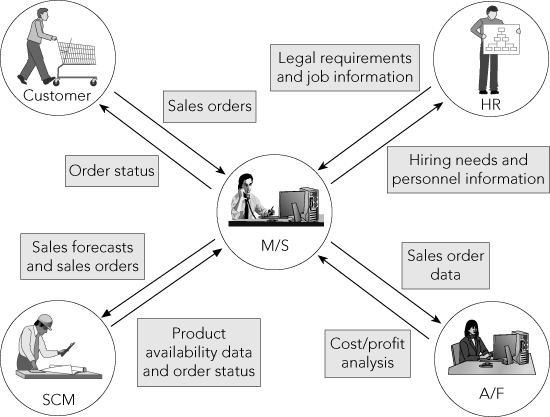 Customer
Legal requirements
and job information
HR
Sales orders
Order status
Hiring needs and
personnel information
M/S
Sales forecasts
and sales orders
Sales order
data
Product
availability data
and order status
Cost/profit
analysis
SCM
A/F